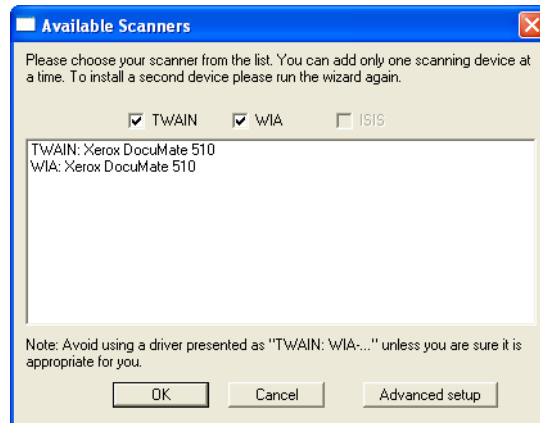 Available Scanners
Please choose your scanner from the list. You can add only one scanning device at
a time. To install a second device please run the wizard again.
TWAIN WIA ISIS
TWAIN: Xerox DocuMate 510
WIA: Xerox DocuMate 510
Note: Avoid using a driver presented as "TWAIN: WIA-..." unless you are sure it is
appropriate for you.
OK Cancel Advanced setup